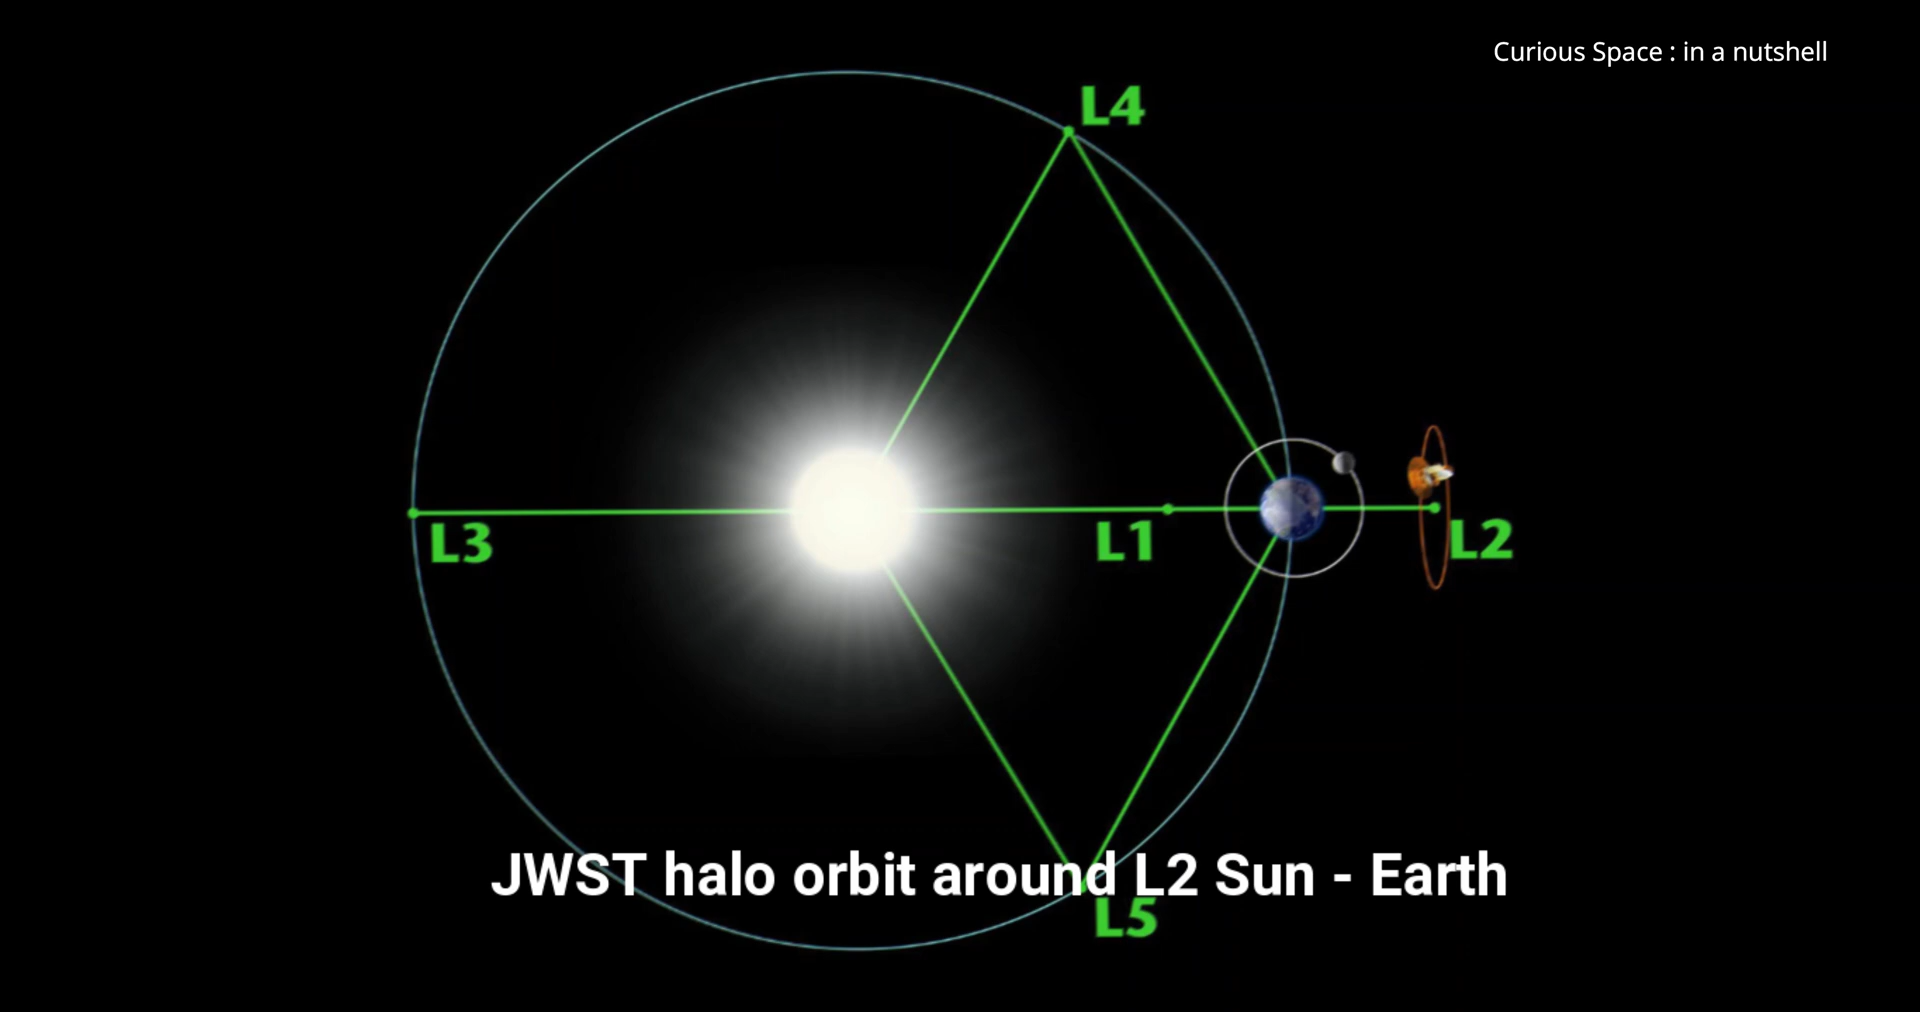 Curious Space : in a nutshell
L4
L3
L1
L2
JWST halo orbit around L2 Sun - Earth
L5